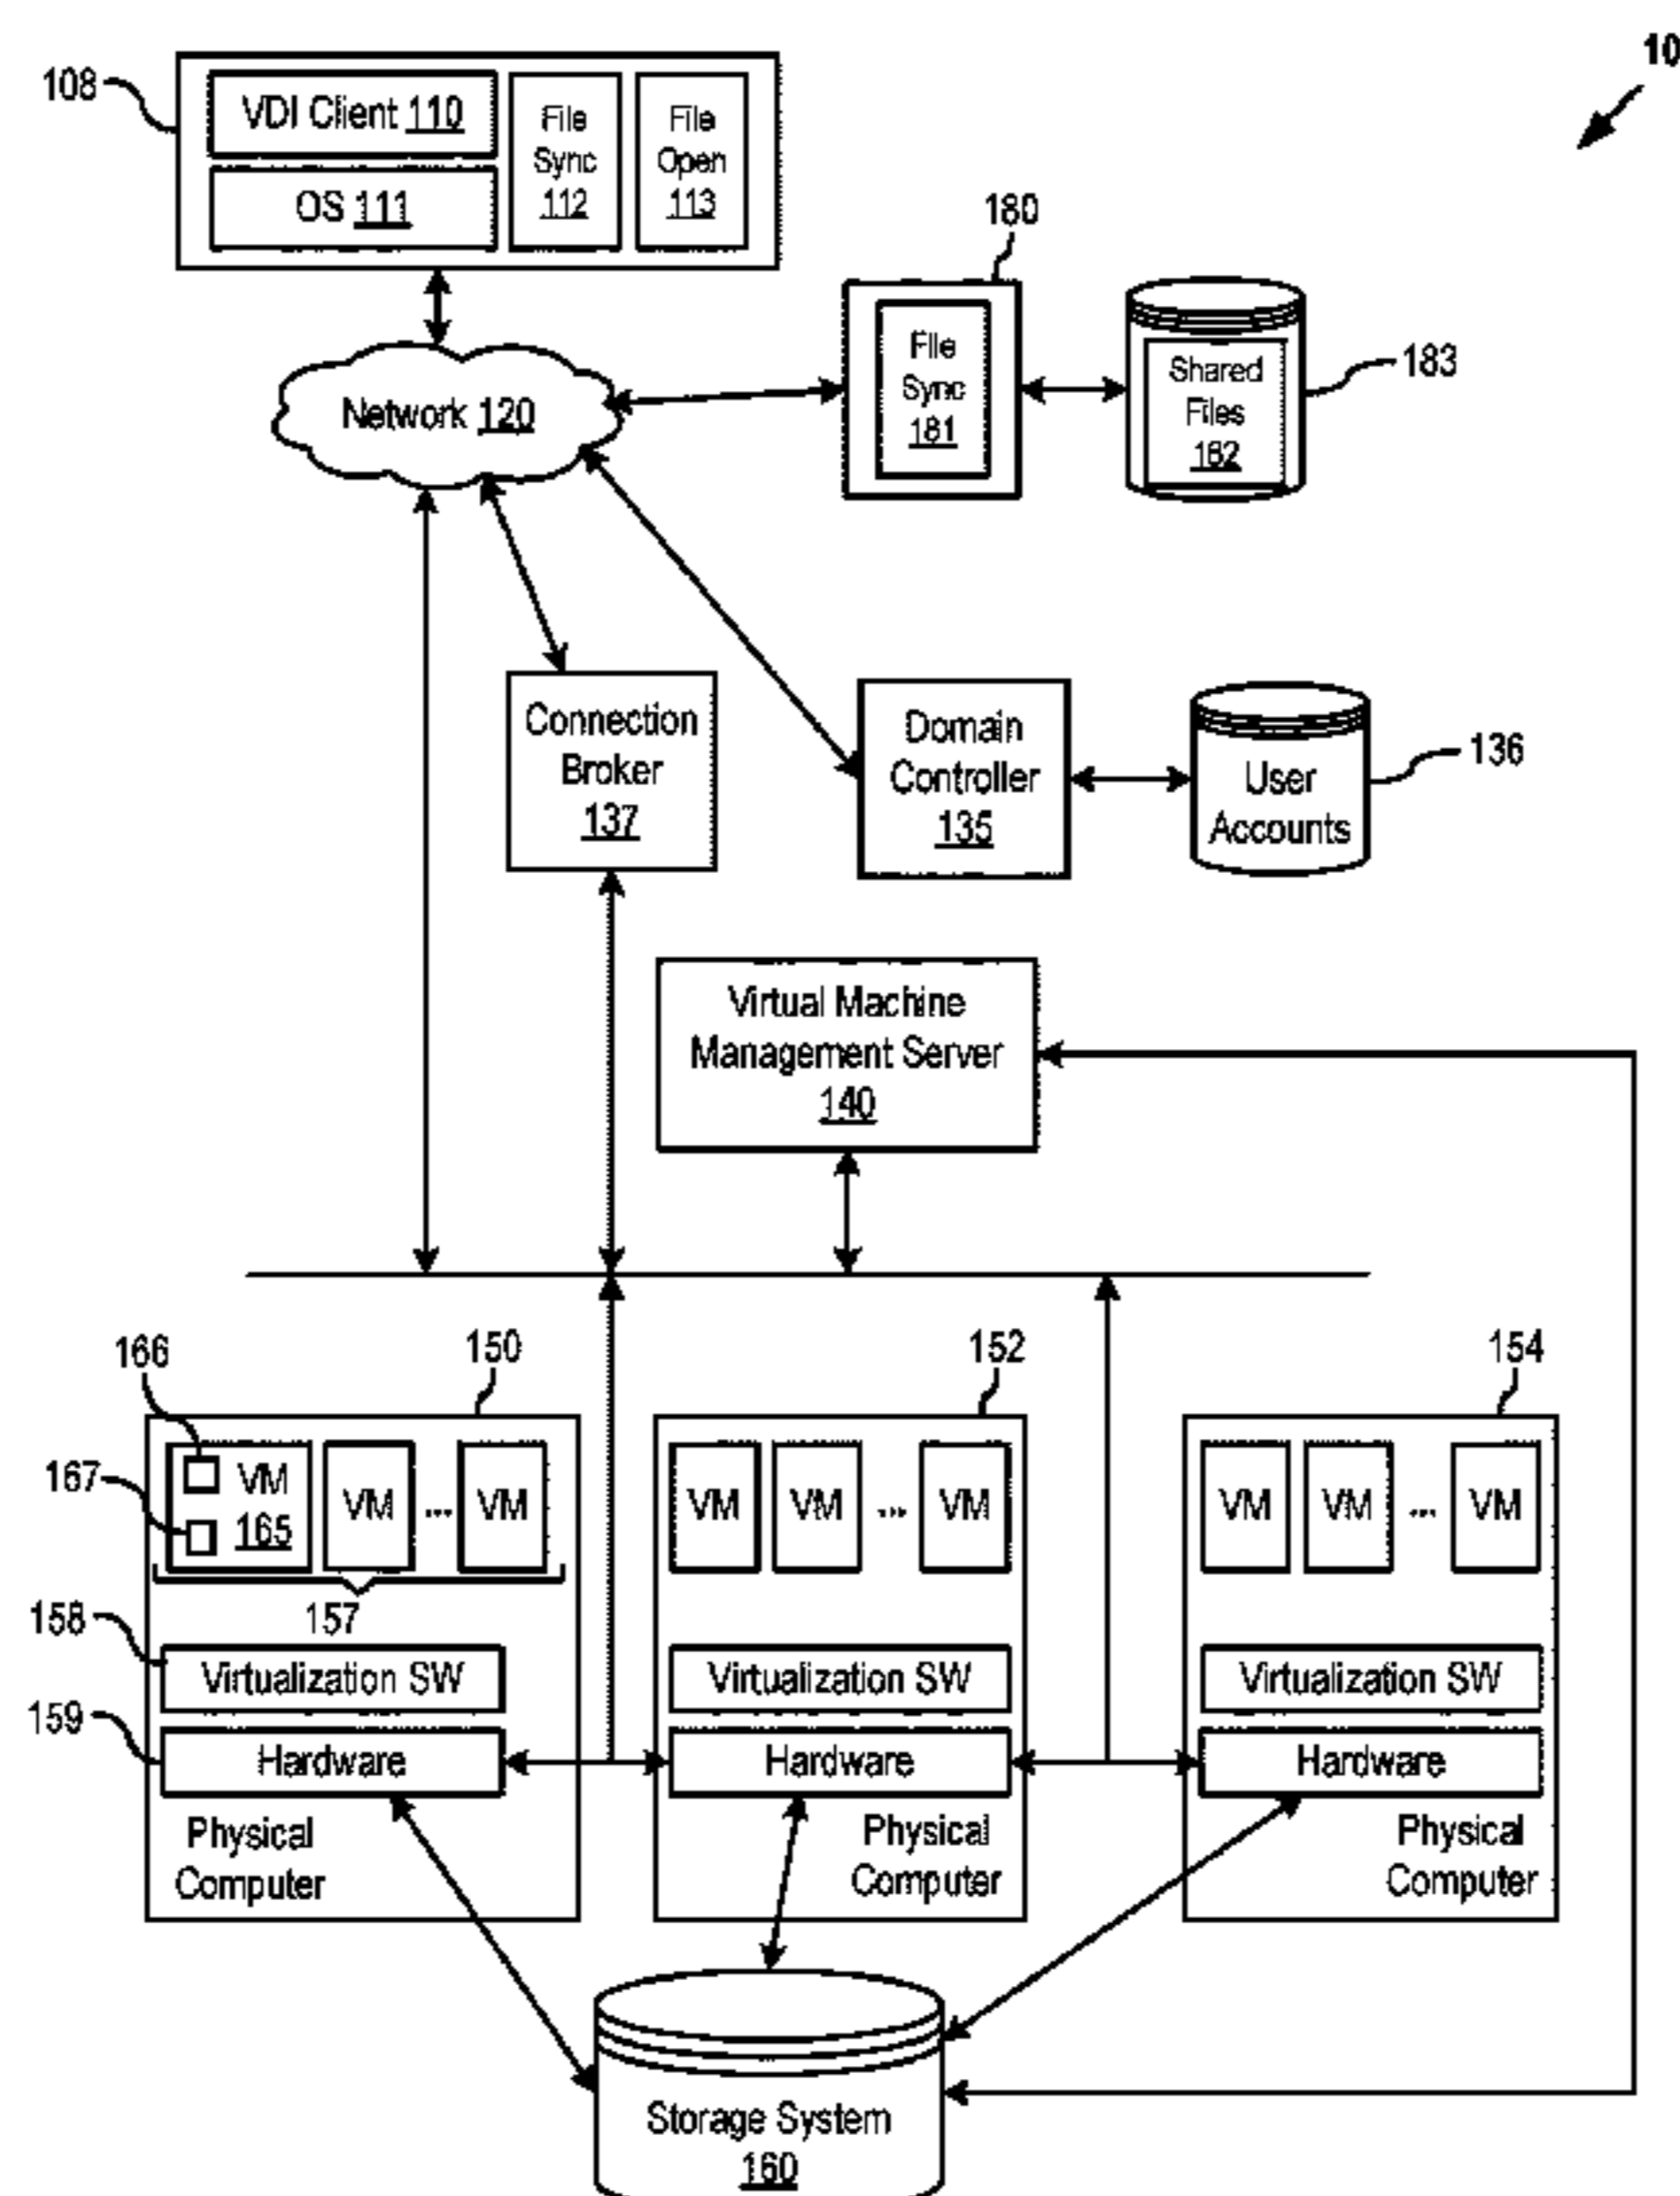 10
108
VDI Client 110
OS 111
File
Sync
112
File
Open
113
180
File
Sync
181
Shared
Files
182
183
Network 120
Connection
Broker
137
Domain
Controller
135
User
Accounts
136
Virtual Machine
Management Server
140
166
150
152
154
167
VM
165
VM
...
VM
VM
VM
...
VM
VM
VM
...
VM
157
158
Virtualization SW
Virtualization SW
Virtualization SW
159
Hardware
Hardware
Hardware
Physical
Computer
Physical
Computer
Physical
Computer
Storage System
160